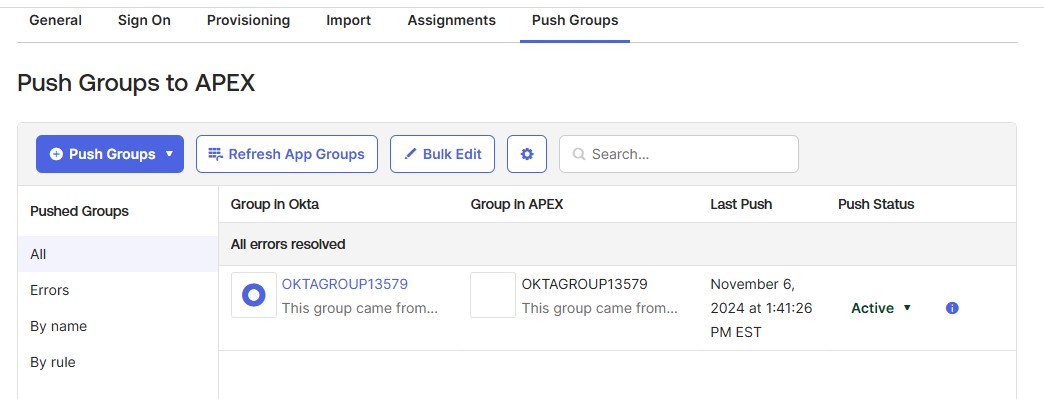 General Sign On Provisioning Import Assignments Push Groups
Push Groups to APEX
Push Groups Refresh App Groups Bulk Edit Search...
Pushed Groups
All
Errors
By name
By rule
Group in Okta Group in APEX Last Push Push Status
All errors resolved
OKTAGROUP13579
This group came from...
OKTAGROUP13579
This group came from...
November 6,
2024 at 1:41:26
PM EST
Active